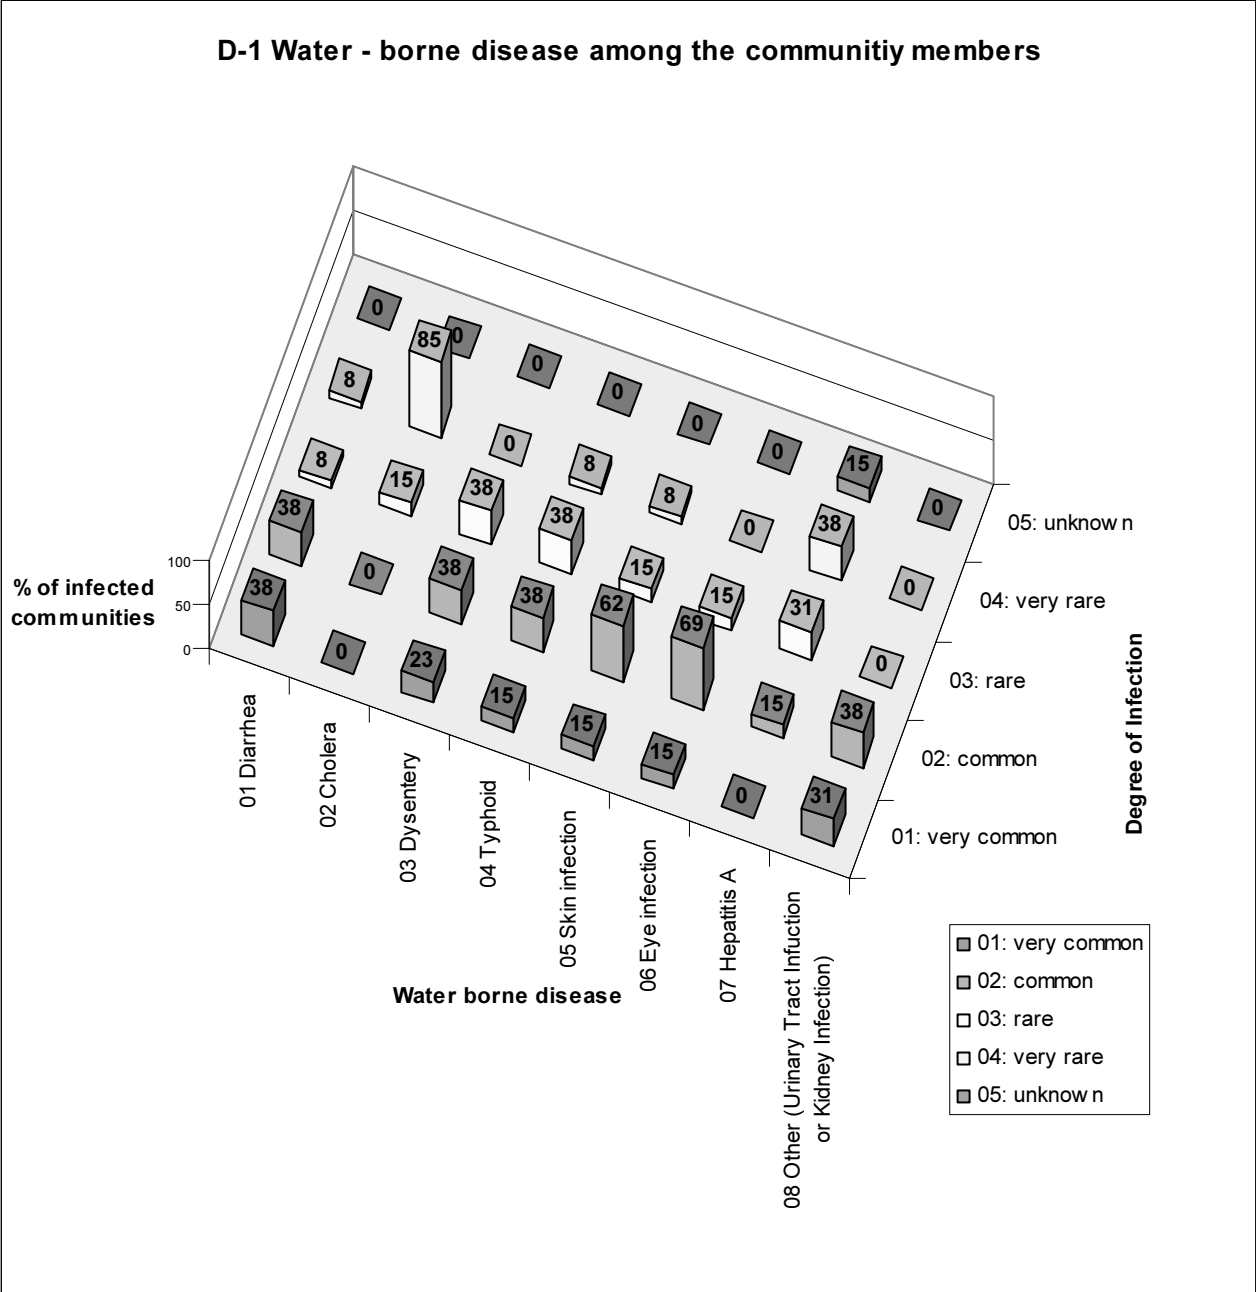 D-1 Water - borne disease among the communitiy members
0
0
0
0
0
0
15
0
8
85
0
8
8
0
38
0
8
15
38
38
15
15
31
0
38
0
38
38
62
69
15
38
38
0
23
15
15
15
0
31
% of infected
communities
100
50
0
01 Diarrhea
02 Cholera
03 Dysentery
04 Typhoid
05 Skin infection
06 Eye infection
07 Hepatitis A
08 Other (Urinary Tract Infuction
or Kidney Infection)
Water borne disease
05: unknown
04: very rare
03: rare
02: common
01: very common
Degree of Infection
01: very common
02: common
03: rare
04: very rare
05: unknown